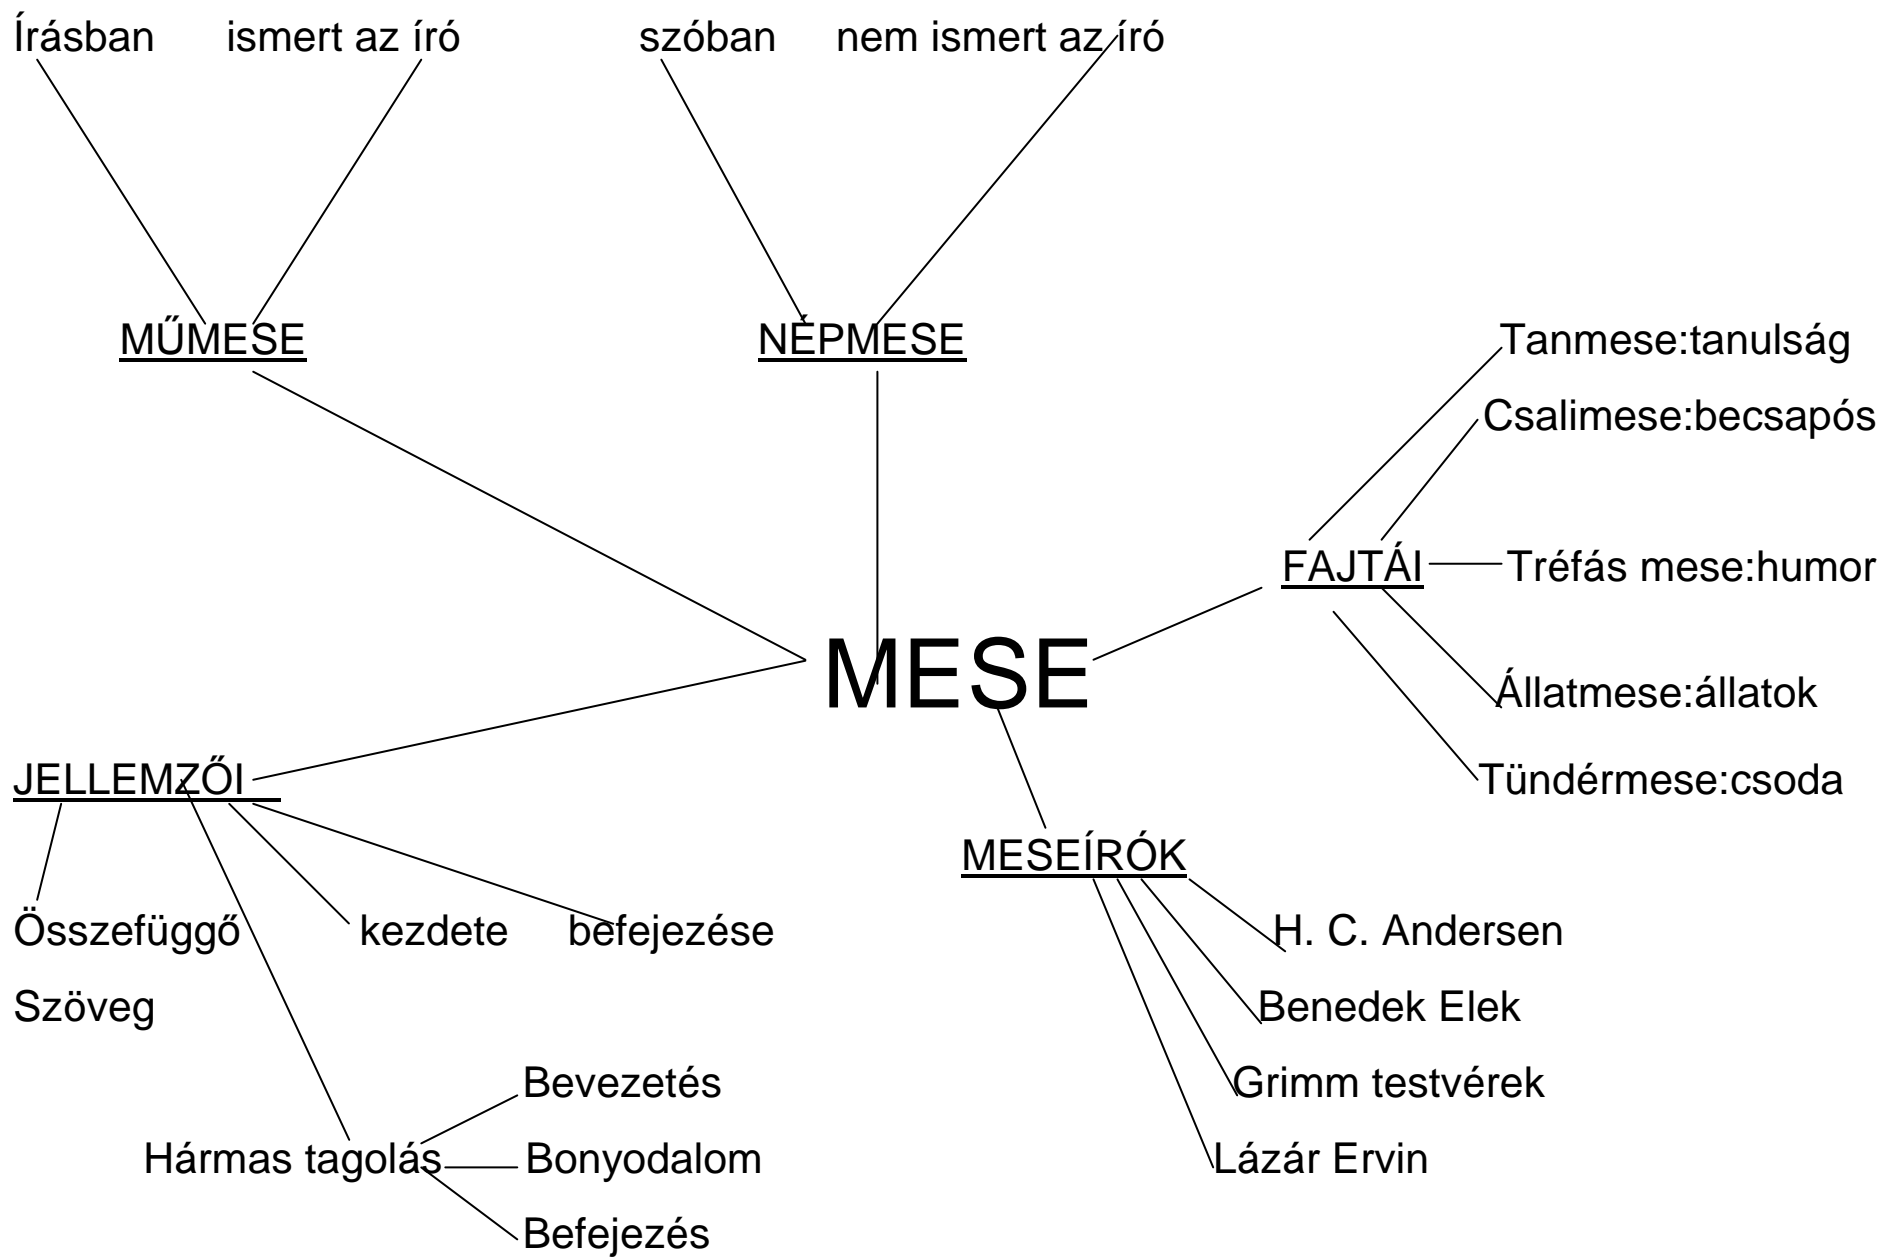 Írásban ismert az író szóban nem ismert az író
MŰMESE NÉPMESE Tanmese:tanulság
Csalimese:becsapós
FAJTÁI Tréfás mese:humor
MESE
Állatmese:állatok
JELLEMZŐI Tündérmese:csoda
MESEÍRÓK
Összefüggő kezdete befejezése H. C. Andersen
Szöveg Benedek Elek
Bevezetés Grimm testvérek
Hármas tagolás Bonyodalom Lázár Ervin
Befejezés